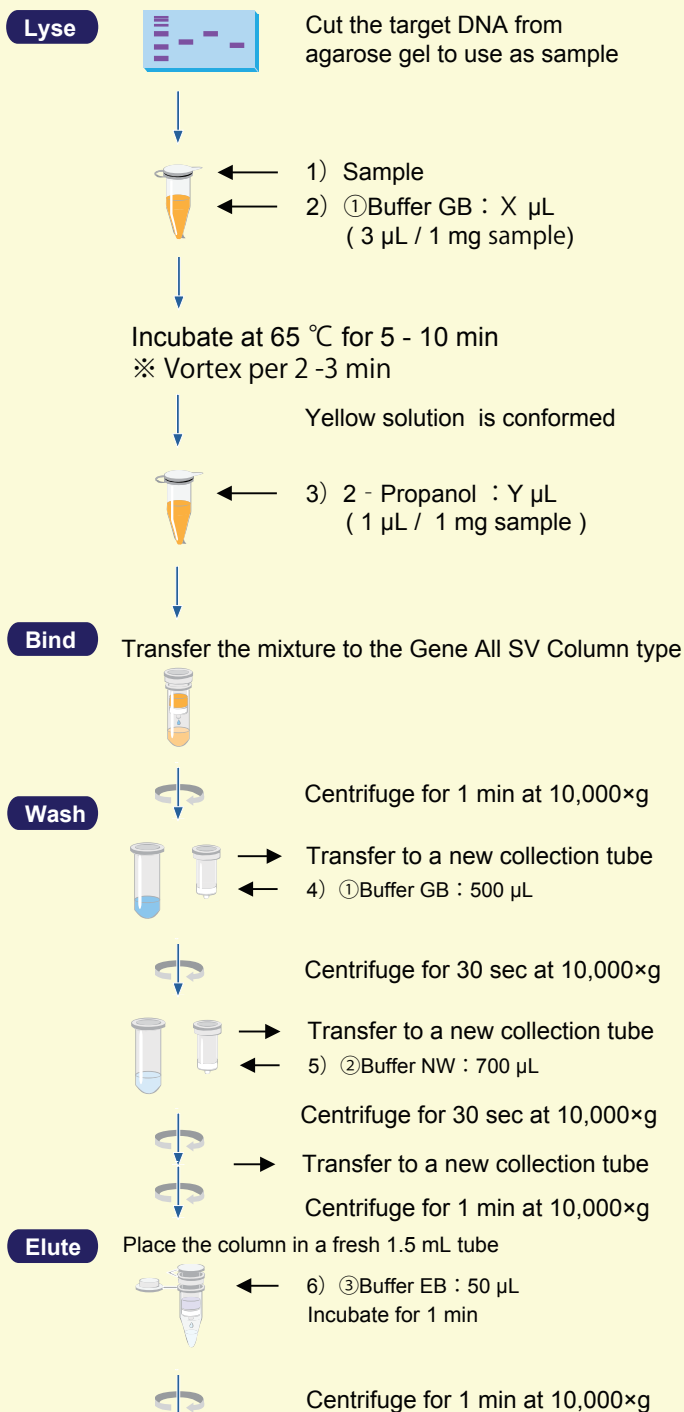 Lyse
Cut the target DNA from
agarose gel to use as sample
1）Sample
2）①Buffer GB：X µL
( 3 µL / 1 mg sample)
Incubate at 65 ℃ for 5 - 10 min
※ Vortex per 2 -3 min
Yellow solution is conformed
3）2‐Propanol ：Y µL
( 1 µL / 1 mg sample )
Bind
Transfer the mixture to the Gene All SV Column type
Centrifuge for 1 min at 10,000×g
Wash
Transfer to a new collection tube
4）①Buffer GB：500 µL
Centrifuge for 30 sec at 10,000×g
Transfer to a new collection tube
5）②Buffer NW：700 µL
Centrifuge for 30 sec at 10,000×g
Transfer to a new collection tube
Centrifuge for 1 min at 10,000×g
Elute
Place the column in a fresh 1.5 mL tube
6）③Buffer EB：50 µL
Incubate for 1 min
Centrifuge for 1 min at 10,000×g